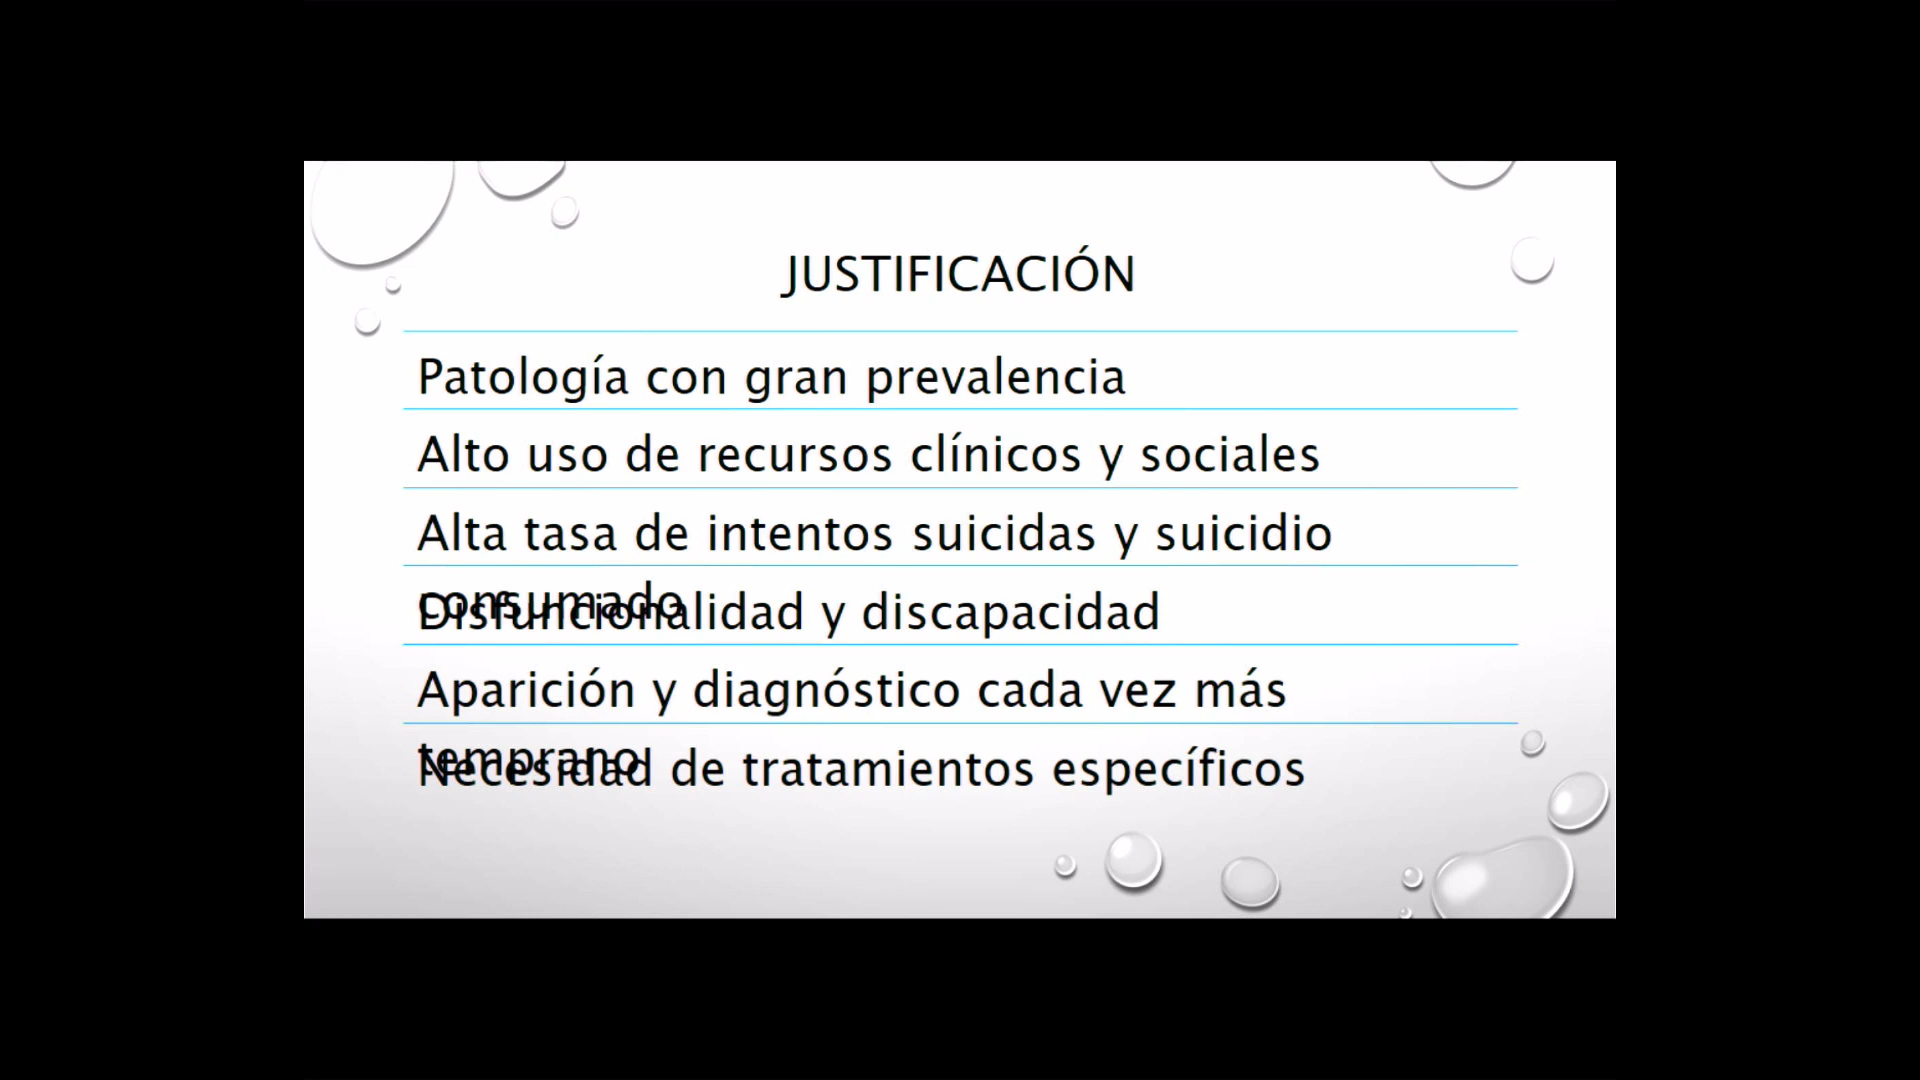 JUSTIFICACIÓN
Patología con gran prevalencia
Alto uso de recursos clínicos y sociales
Alta tasa de intentos suicidas y suicidio
consumado
Disfuncionalidad y discapacidad
Aparición y diagnóstico cada vez más
temprano
Necesidad de tratamientos específicos